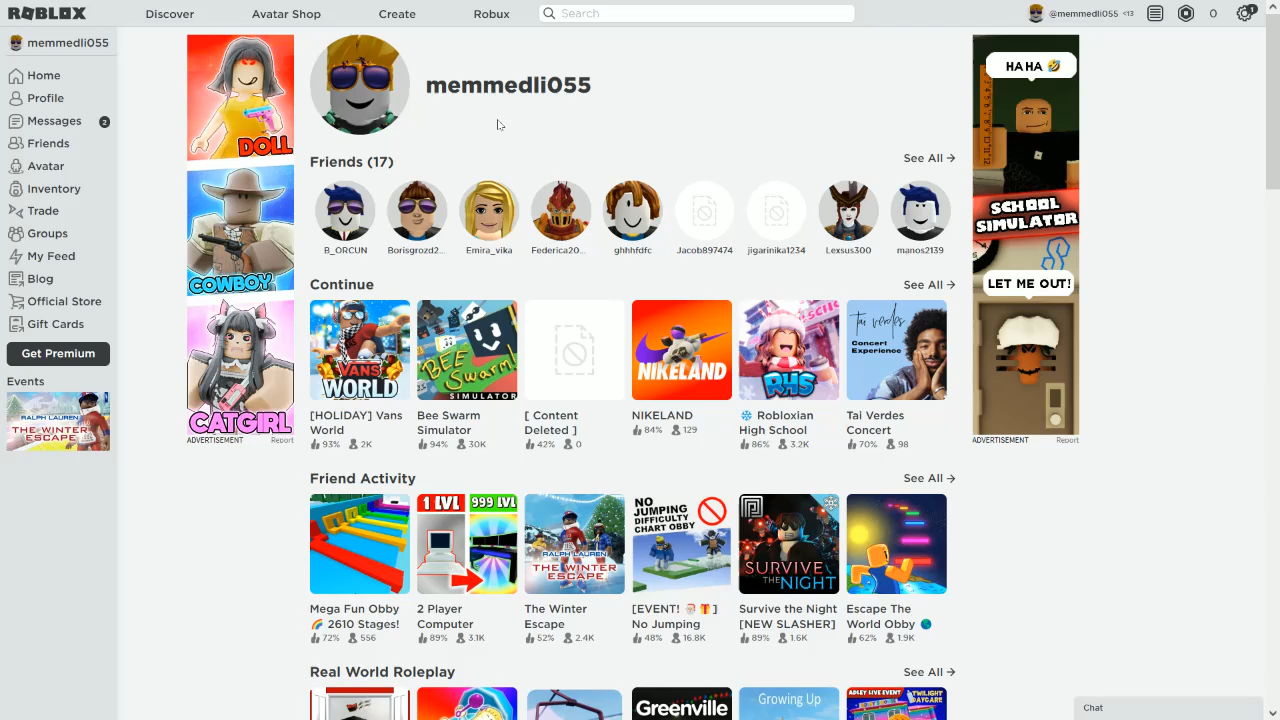 ROBLOX
Discover
Avatar Shop
Create
Robux
Search
@memmedli055 <13
0
1
memmedli055
Home
Profile
Messages
2
Friends
Avatar
Inventory
Trade
Groups
My Feed
Blog
Official Store
Gift Cards
Get Premium
Events
RALPH LAUREN
THE WINTER
ESCAPE
DOLL
COWBOY
CATGIRL
ADVERTISEMENT Report
memmedli055
Friends (17)
See All →
B_ORCUN
Borisgrozd2...
Emira_vika
Federica20...
ghhhfdfc
Jacob897474
jigarinika1234
Lexsus300
manos2139
Continue
See All →
VANS
WORLD
BEE
Swarm!
SIMULATOR
NIKELAND
RHS
tai verdes
Concert
Experience
[HOLIDAY] Vans
World
93% 2K
Bee Swarm
Simulator
94% 30K
[ Content
Deleted ]
42% 0
NIKELAND
84% 129
❄️ Robloxian
High School
86% 3.2K
Tai Verdes
Concert
70% 98
Friend Activity
See All →
1 LVL
999 LVL
RALPH LAUREN
THE WINTER
ESCAPE
NO
JUMPING
DIFFICULTY
CHART OBBY
SURVIVE
THE NIGHT
Mega Fun Obby
🌈 2610 Stages!
72% 556
2 Player
Computer
89% 3.1K
The Winter
Escape
52% 2.4K
[EVENT! 🎅🎁]
No Jumping
48% 16.8K
Survive the Night
[NEW SLASHER]
89% 1.6K
Escape The
World Obby 🌎
62% 1.9K
Real World Roleplay
See All →
Greenville
Growing Up
ADLEY LIVE EVENT
TWILIGHT
DAYCARE
HAHA 🤣
SCHOOL
SIMULATOR
LET ME OUT!
ADVERTISEMENT Report
Chat